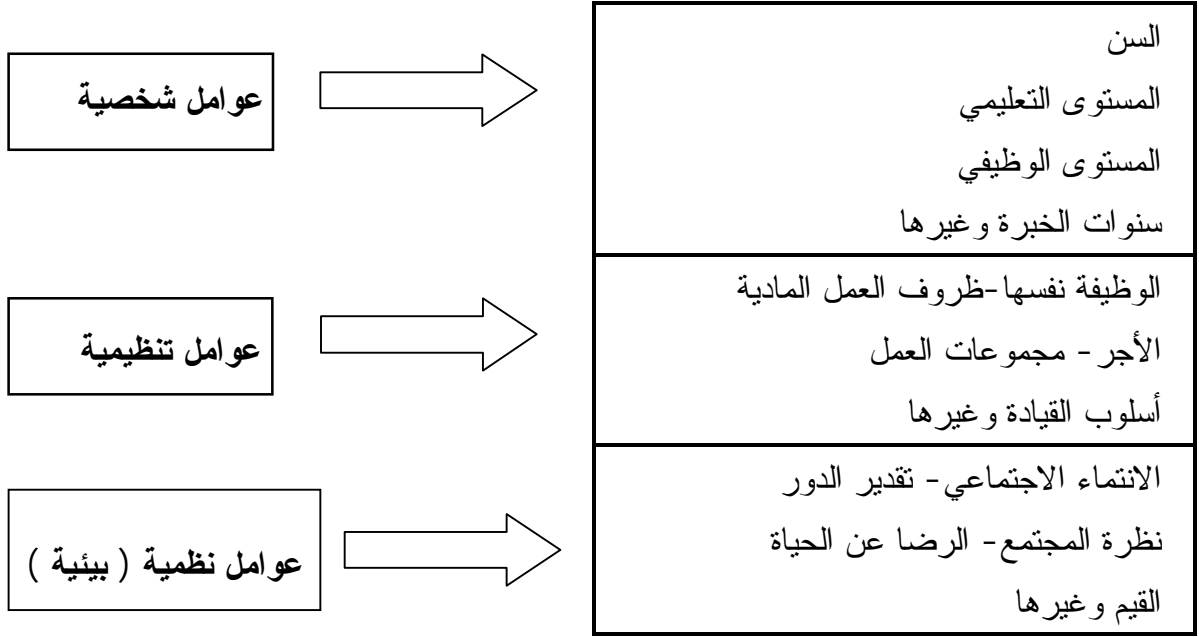 عوامل شخصية
السن
المستوى التعليمي
المستوى الوظيفي
سنوات الخبرة وغيرها
عوامل تنظيمية
الوظيفة نفسها-ظروف العمل المادية
الأجر - مجموعات العمل
أسلوب القيادة وغيرها
عوامل نظمية ( بيئية )
الانتماء الاجتماعي- تقدير الدور
نظرة المجتمع- الرضا عن الحياة
القيم وغيرها